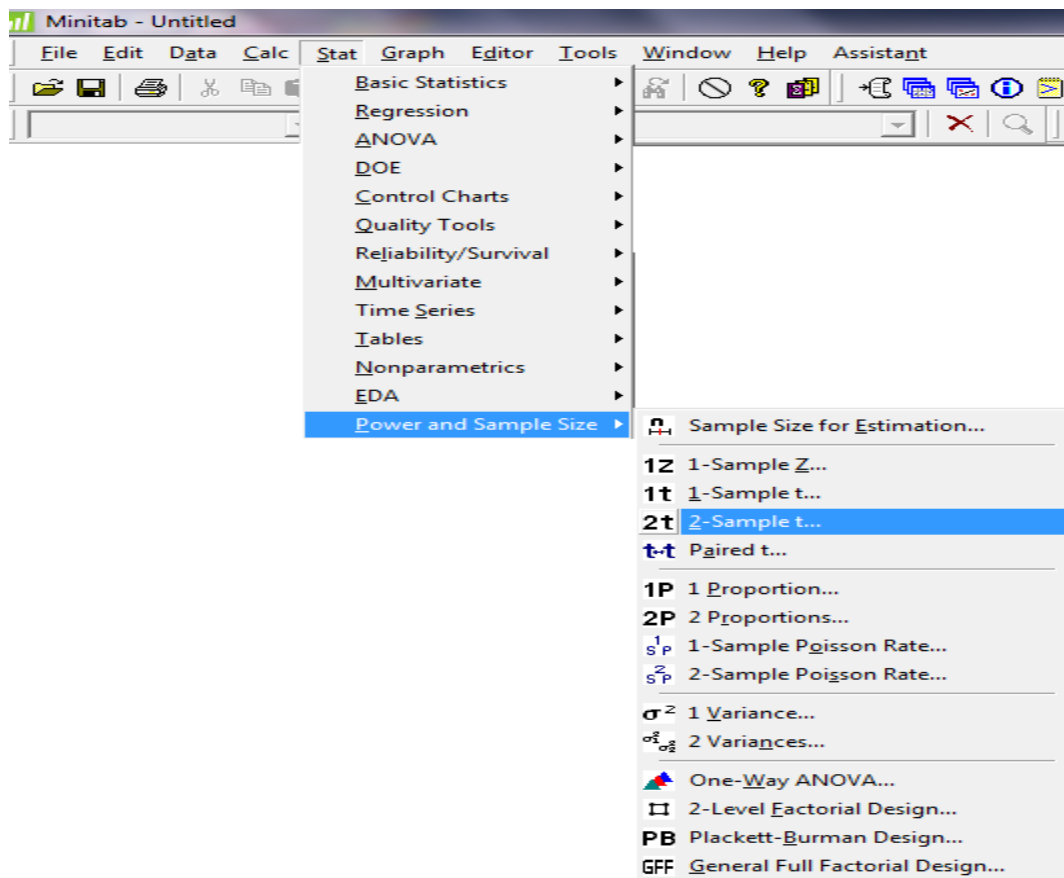 Minitab - Untitled
File Edit Data Calc Stat Graph Editor Tools Window Help Assistant
Basic Statistics
Regression
ANOVA
DOE
Control Charts
Quality Tools
Reliability/Survival
Multivariate
Time Series
Tables
Nonparametrics
EDA
Power and Sample Size
Sample Size for Estimation...
1Z 1-Sample Z...
1t 1-Sample t...
2t 2-Sample t...
t-t Paired t...
1P 1 Proportion...
2P 2 Proportions...
S1P 1-Sample Poisson Rate...
S2P 2-Sample Poisson Rate...
σ2 1 Variance...
σ²₁σ²₂ 2 Variances...
One-Way ANOVA...
2-Level Factorial Design...
PB Plackett-Burman Design...
GFF General Full Factorial Design...